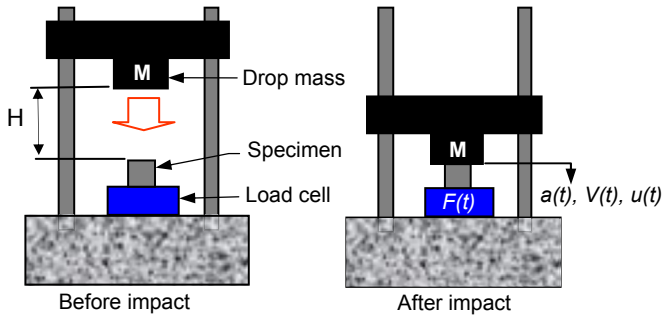 M
Drop mass
H
Specimen
Load cell
Before impact
M
F(t)
a(t), V(t), u(t)
After impact